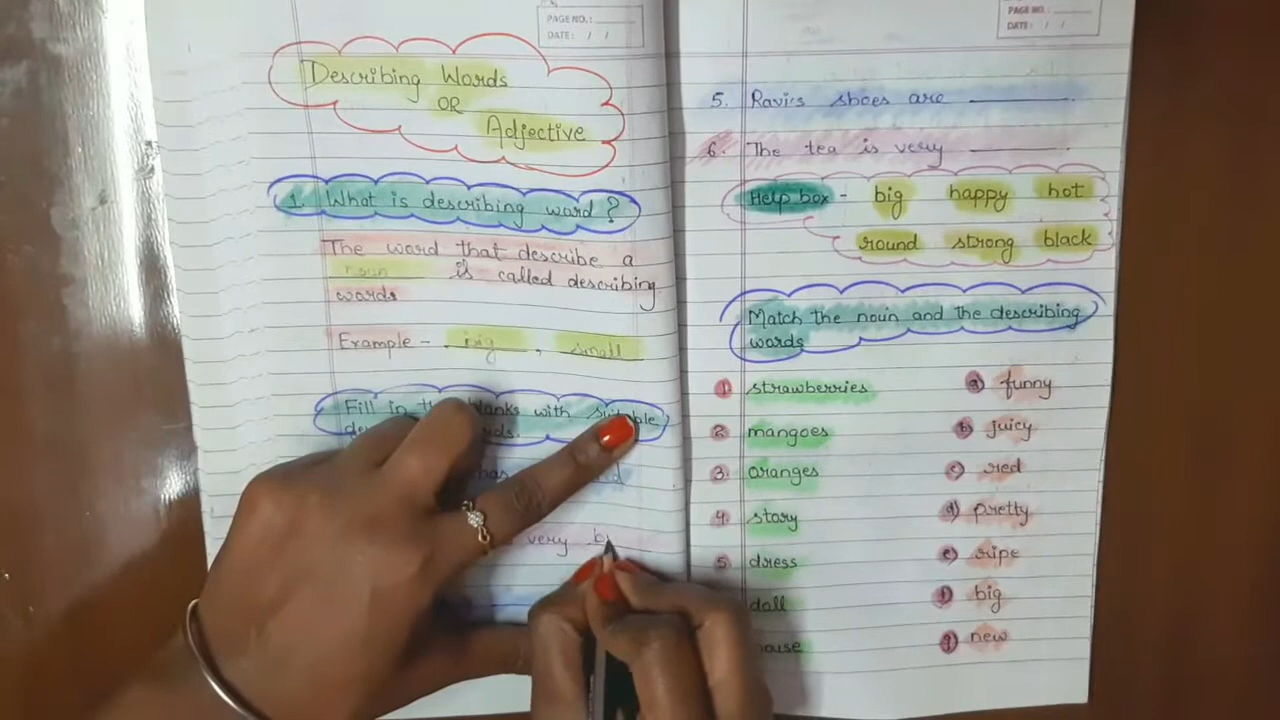 PAGE NO.:
DATE: / /
Describing Words
OR
Adjective
1. What is describing word?
The word that describe a
noun is called describing
words
Example - big, small
Fill in the blanks with suitable
has
very b
PAGE NO.:
DATE: / /
5. Ravi's shoes are
6. The tea is very
Help box - big happy hot
round strong black
Match the noun and the describing
words
1 strawberries a) funny
2 mangoes b) juicy
3. oranges c) red
4. story d) pretty
5. dress e) ripe
doll f) big
house g) new